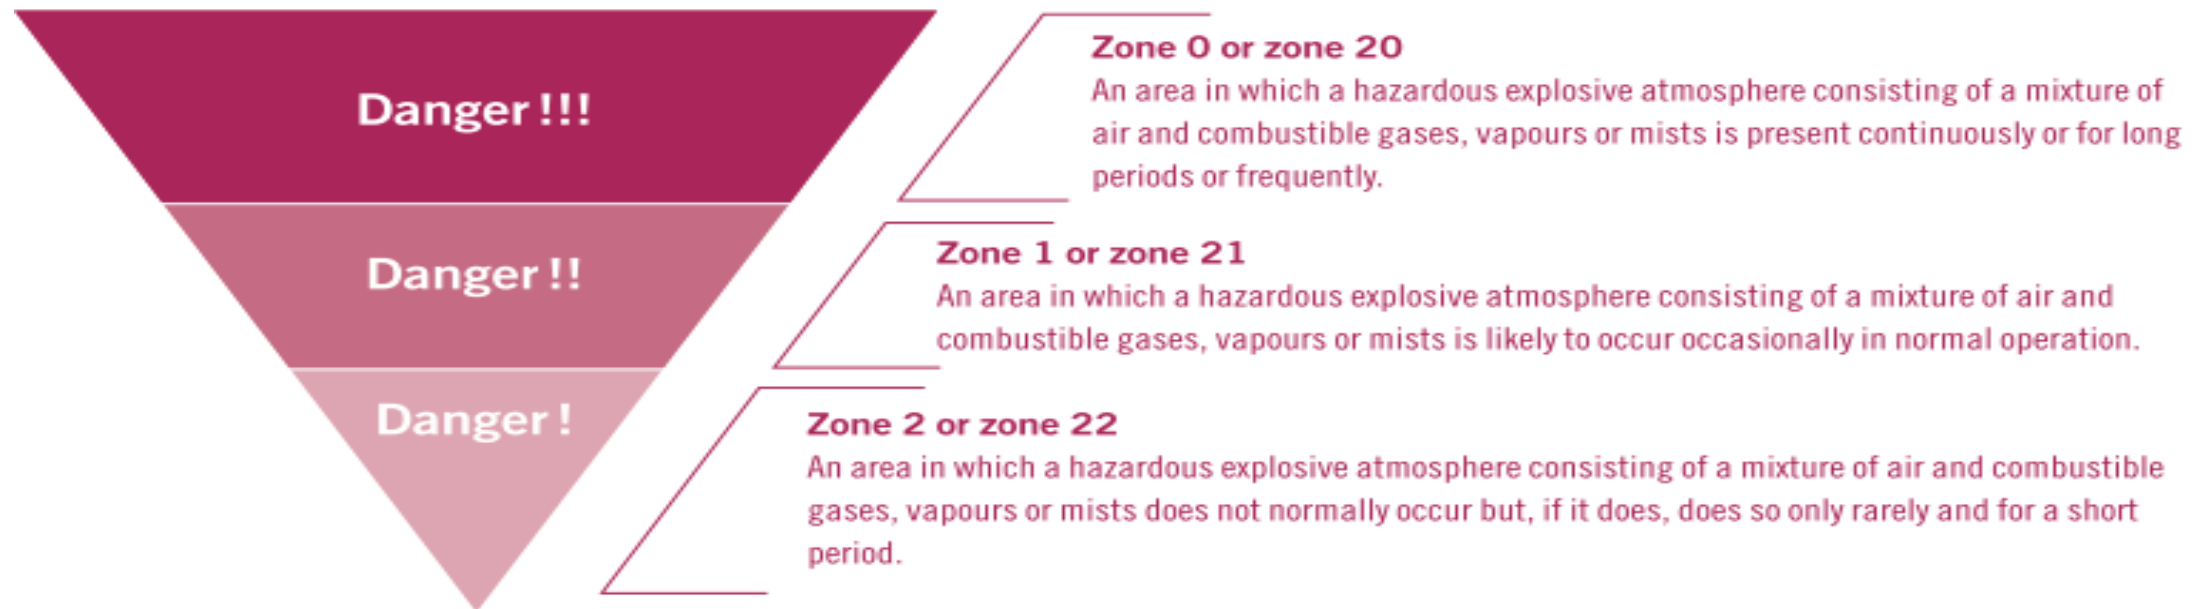 Danger !!!
Zone 0 or zone 20
An area in which a hazardous explosive atmosphere consisting of a mixture of
air and combustible gases, vapours or mists is present continuously or for long
periods or frequently.
Danger !!
Zone 1 or zone 21
An area in which a hazardous explosive atmosphere consisting of a mixture of air and
combustible gases, vapours or mists is likely to occur occasionally in normal operation.
Danger !
Zone 2 or zone 22
An area in which a hazardous explosive atmosphere consisting of a mixture of air and combustible
gases, vapours or mists does not normally occur but, if it does, does so only rarely and for a short
period.